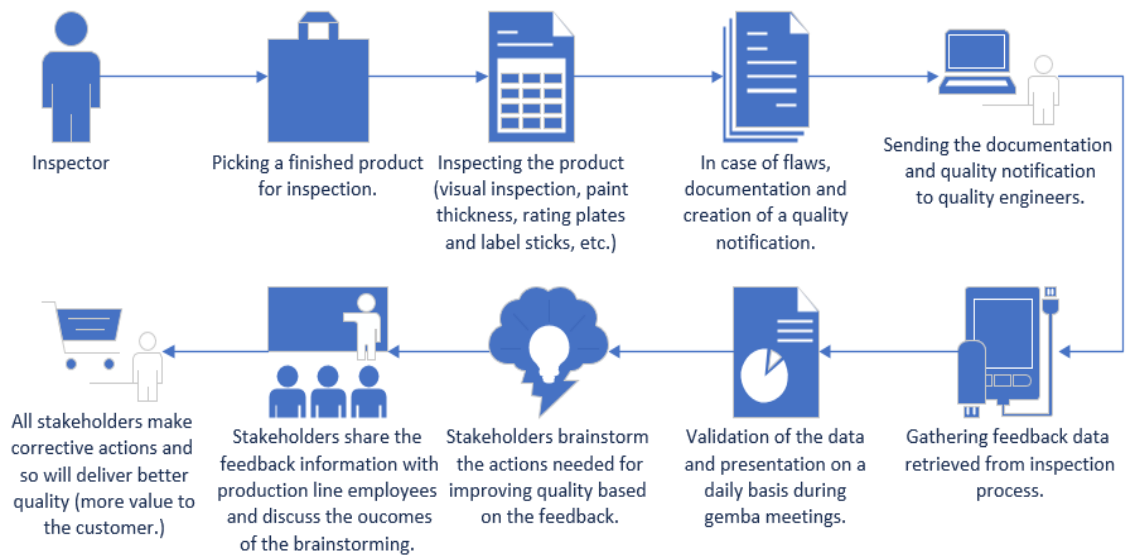 Inspector
Picking a finished product
for inspection.
Inspecting the product
(visual inspection, paint
thickness, rating plates
and label sticks, etc.)
In case of flaws,
documentation and
creation of a quality
notification.
Sending the documentation
and quality notification
to quality engineers.
All stakeholders make
corrective actions and
so will deliver better
quality (more value to
the customer.)
Stakeholders share the
feedback information with
production line employees
and discuss the oucomes
of the brainstorming.
Stakeholders brainstorm
the actions needed for
improving quality based
on the feedback.
Validation of the data
and presentation on a
daily basis during
gemba meetings.
Gathering feedback data
retrieved from inspection
process.